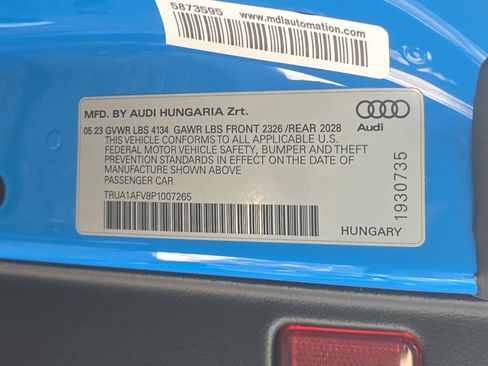 5873595
www.mdlautomation.com
MFD. BY AUDI HUNGARIA Zrt.
05 23 GVWR LBS 4134 GAWR LBS FRONT 2326 /REAR 2028
THIS VEHICLE CONFORMS TO ALL APPLICABLE U.S.
FEDERAL MOTOR VEHICLE SAFETY, BUMPER AND THEFT
PREVENTION STANDARDS IN EFFECT ON THE DATE OF
MANUFACTURE SHOWN ABOVE
PASSENGER CAR
TRUA1AFV8P1007265
Audi
1930735
HUNGARY